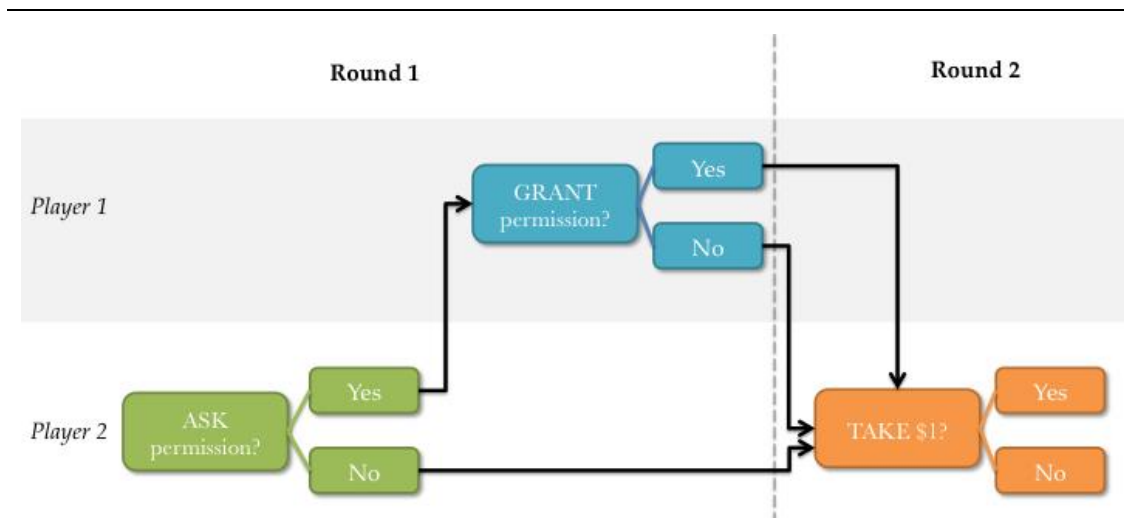 Round 1
Round 2
Player 1
GRANT
permission?
Yes
No
Player 2
ASK
permission?
Yes
No
TAKE $1?
Yes
No